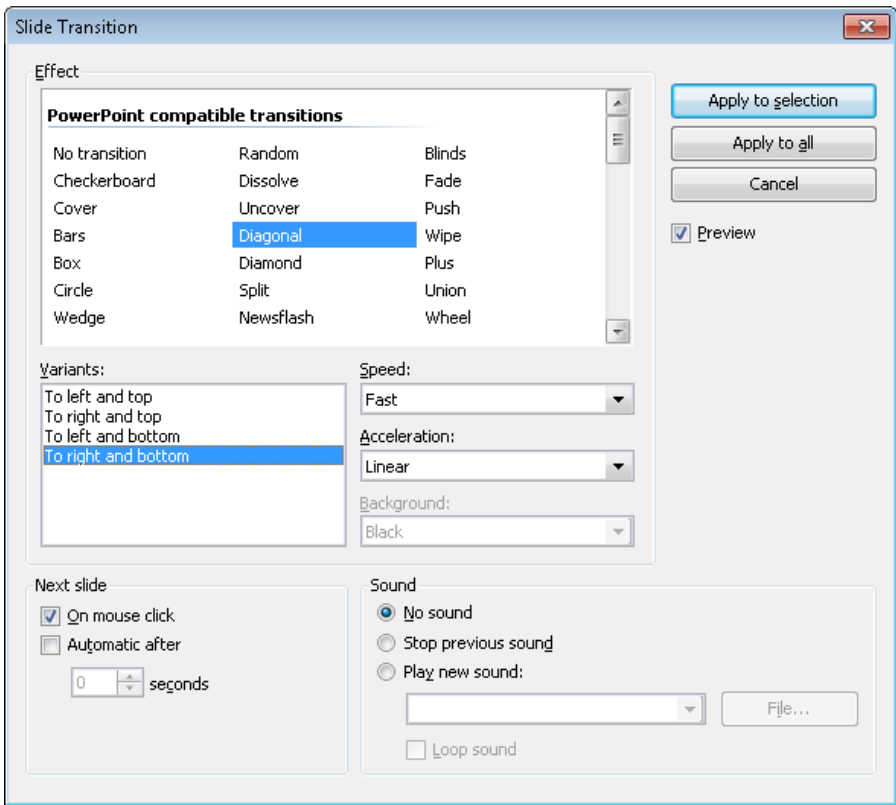 Slide Transition
Effect
PowerPoint compatible transitions
No transition Random Blinds
Checkerboard Dissolve Fade
Cover Uncover Push
Bars Diagonal Wipe
Box Diamond Plus
Circle Split Union
Wedge Newsflash Wheel
Apply to selection
Apply to all
Cancel
Preview
Variants:
To left and top
To right and top
To left and bottom
To right and bottom
Speed:
Fast
Acceleration:
Linear
Background:
Black
Next slide
On mouse click
Automatic after
0 seconds
Sound
No sound
Stop previous sound
Play new sound:
File...
Loop sound